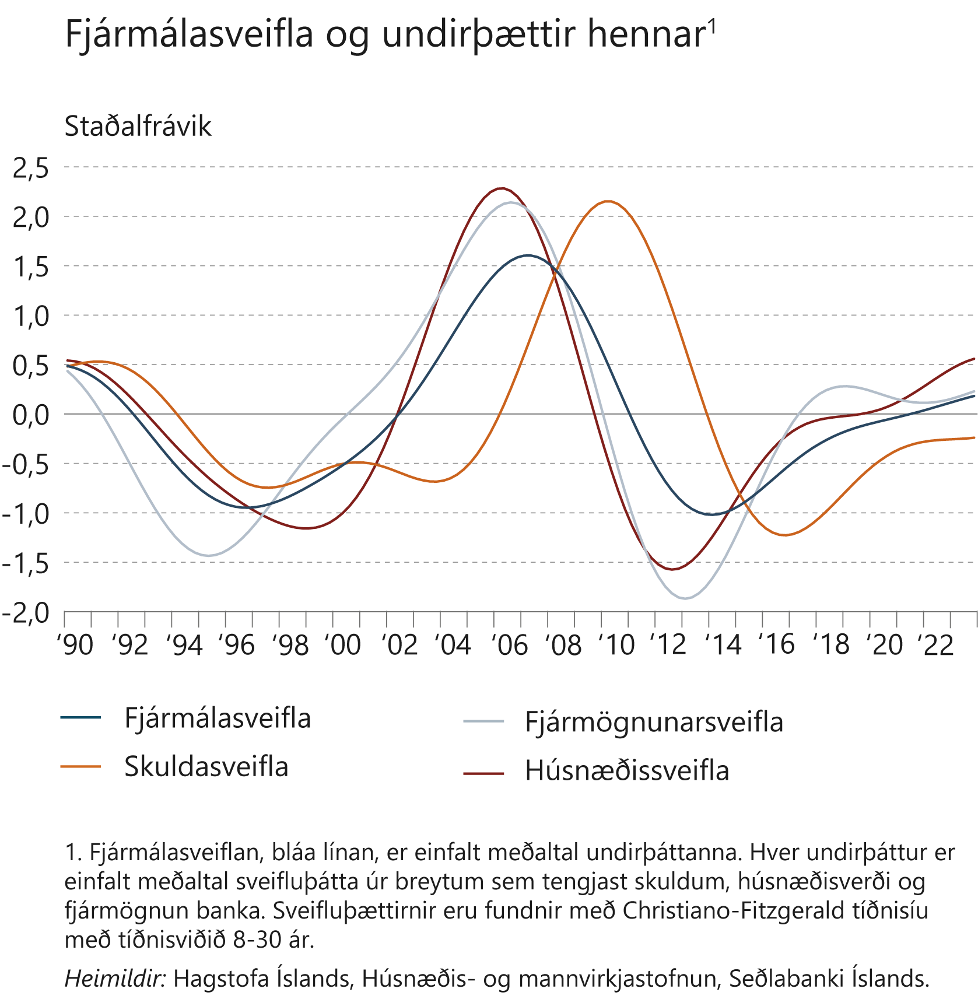 Fjármálasveifla og undirþættir hennar¹
Staðalfrávik
2,5
2,0
1,5
1,0
0,5
0,0
-0,5
-1,0
-1,5
-2,0
‘90 ‘92 ‘94 ‘96 ‘98 ‘00 ‘02 ‘04 ‘06 ‘08 ‘10 ‘12 ‘14 ‘16 ‘18 ‘20 ‘22
Fjármálasveifla
Fjármögnunarsveifla
Skuldasveifla
Húsnæðissveifla
1. Fjármálasveiflan, bláa línan, er einfalt meðaltal undirþáttanna. Hver undirþáttur er
einfalt meðaltal sveifluþátta úr breytum sem tengjast skuldum, húsnæðisverði og
fjármögnun banka. Sveifluþættirnir eru fundnir með Christiano-Fitzgerald tíðnisíu
með tíðnisviðið 8-30 ár.
Heimildir: Hagstofa Íslands, Húsnæðis- og mannvirkjastofnun, Seðlabanki Íslands.